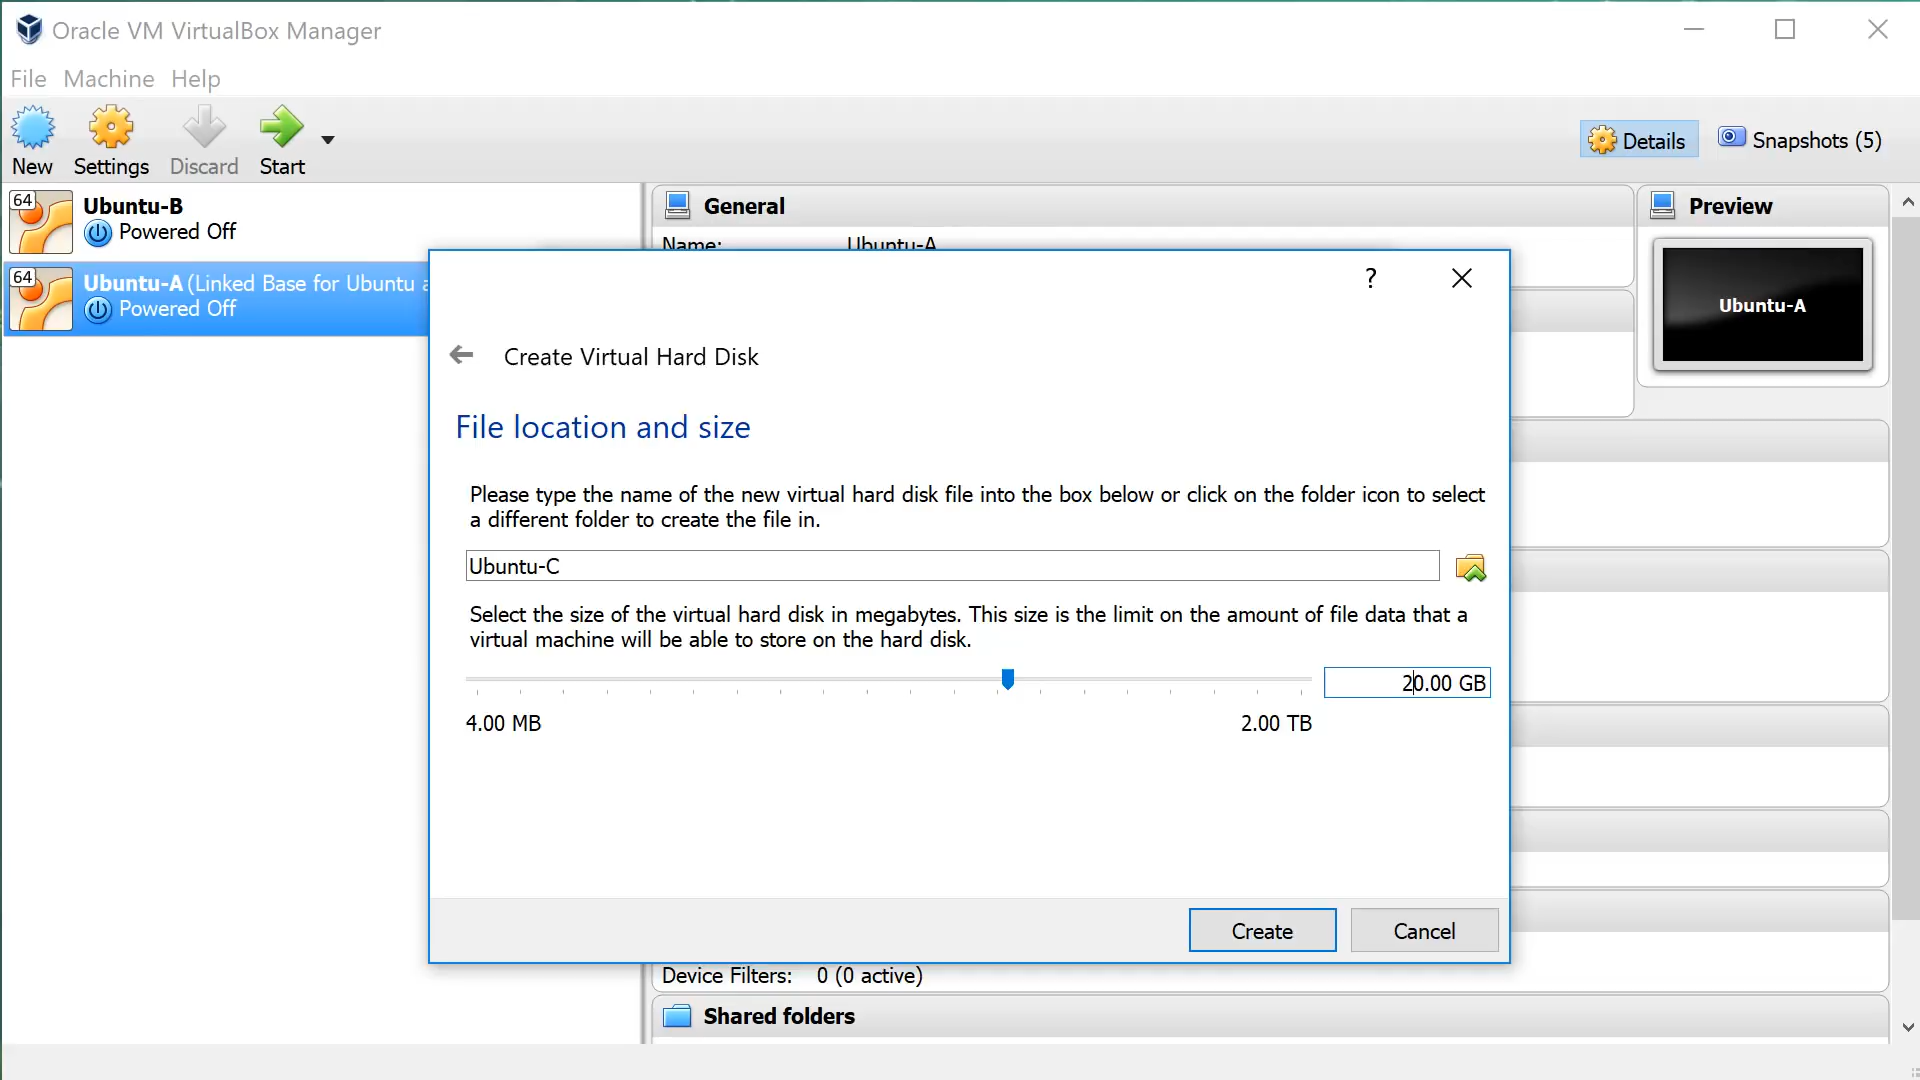 Oracle VM VirtualBox Manager
File Machine Help
New Settings Discard Start
Details Snapshots (5)
64
Ubuntu-B
Powered Off
64
Ubuntu-A (Linked Base for Ubuntu
Powered Off
General
Name: Ubuntu-A
Preview
Ubuntu-A
?
Create Virtual Hard Disk
File location and size
Please type the name of the new virtual hard disk file into the box below or click on the folder icon to select
a different folder to create the file in.
Ubuntu-C
Select the size of the virtual hard disk in megabytes. This size is the limit on the amount of file data that a
virtual machine will be able to store on the hard disk.
20.00 GB
4.00 MB 2.00 TB
Create Cancel
Device Filters: 0 (0 active)
Shared folders